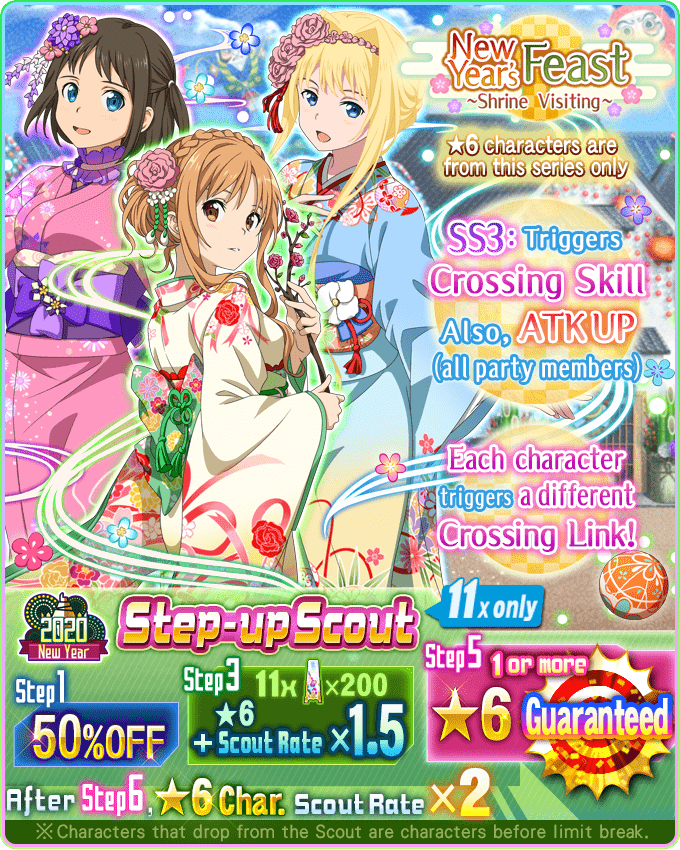 New
Year's Feast
~Shrine Visiting~
★6 characters are
from this series only
SS3: Triggers
Crossing Skill
Also, ATK UP
(all party members)
Each character
triggers a different
Crossing Link!
2020
New Year
Step-up Scout
11x only
Step1
50%OFF
Step3
11x ×200
★6
+ Scout Rate ×1.5
Step5 1 or more
★6 Guaranteed
After Step6, ★6 Char. Scout Rate ×2
※Characters that drop from the Scout are characters before limit break.